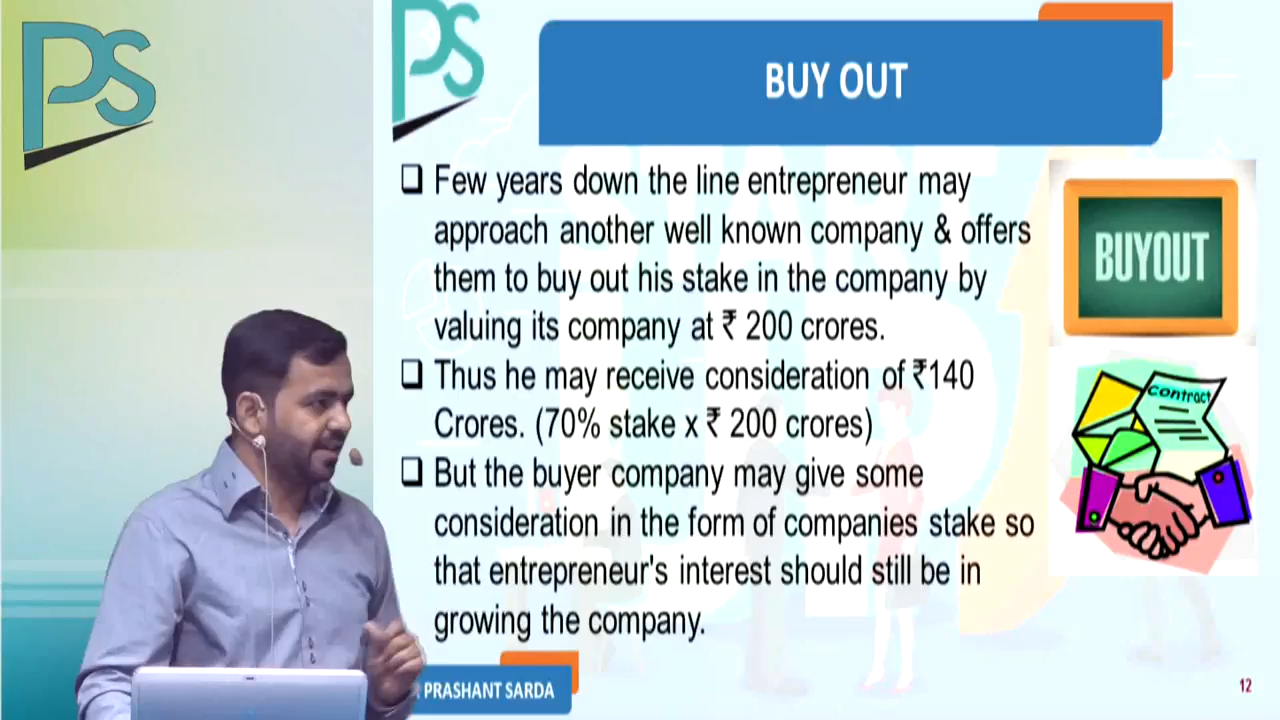 PS
PS
BUY OUT
❑ Few years down the line entrepreneur may
approach another well known company & offers
them to buy out his stake in the company by
valuing its company at ₹ 200 crores.
❑ Thus he may receive consideration of ₹140
Crores. (70% stake x ₹ 200 crores)
❑ But the buyer company may give some
consideration in the form of companies stake so
that entrepreneur's interest should still be in
growing the company.
BUYOUT
Contract
PRASHANT SARDA
12